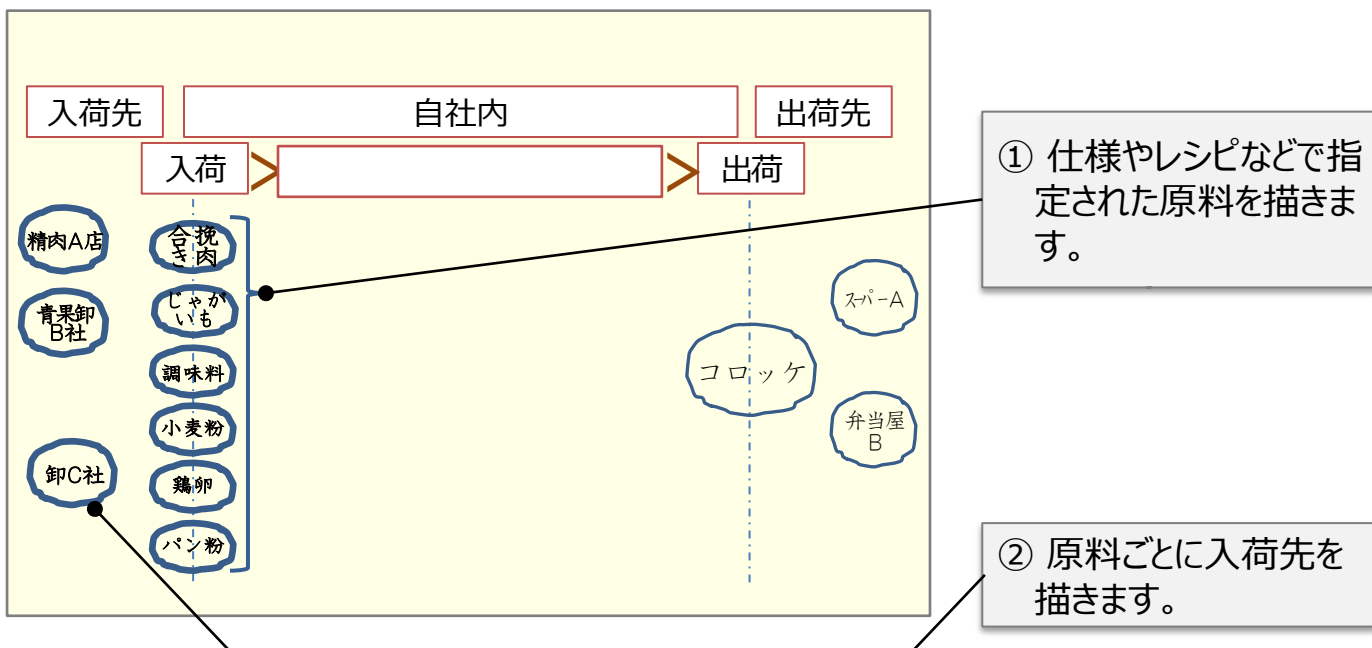 入荷先
自社内
出荷先
入荷
出荷
精肉A店
青果卸
B社
卸C社
合挽
き肉
じゃが
いも
調味料
小麦粉
鶏卵
パン粉
コロッケ
スーパーA
弁当屋
B
① 仕様やレシピなどで指
定された原料を描きま
す。
② 原料ごとに入荷先を
描きます。